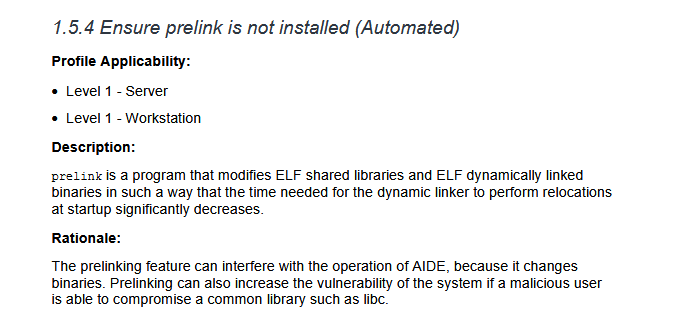 1.5.4 Ensure prelink is not installed (Automated)
Profile Applicability:
• Level 1 - Server
• Level 1 - Workstation
Description:
prelink is a program that modifies ELF shared libraries and ELF dynamically linked
binaries in such a way that the time needed for the dynamic linker to perform relocations
at startup significantly decreases.
Rationale:
The prelinking feature can interfere with the operation of AIDE, because it changes
binaries. Prelinking can also increase the vulnerability of the system if a malicious user
is able to compromise a common library such as libc.